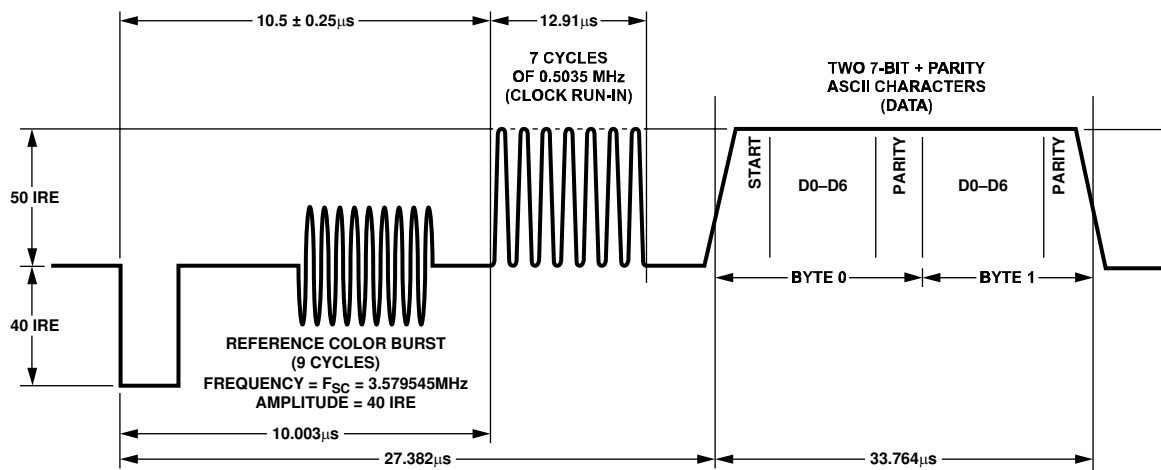 10.5 ± 0.25μs
12.91μs
7 CYCLES
OF 0.5035 MHz
(CLOCK RUN-IN)
TWO 7-BIT + PARITY
ASCII CHARACTERS
(DATA)
START
D0–D6
PARITY
D0–D6
PARITY
50 IRE
BYTE 0
BYTE 1
40 IRE
REFERENCE COLOR BURST
(9 CYCLES)
FREQUENCY = FSC = 3.579545MHz
AMPLITUDE = 40 IRE
10.003μs
27.382μs
33.764μs